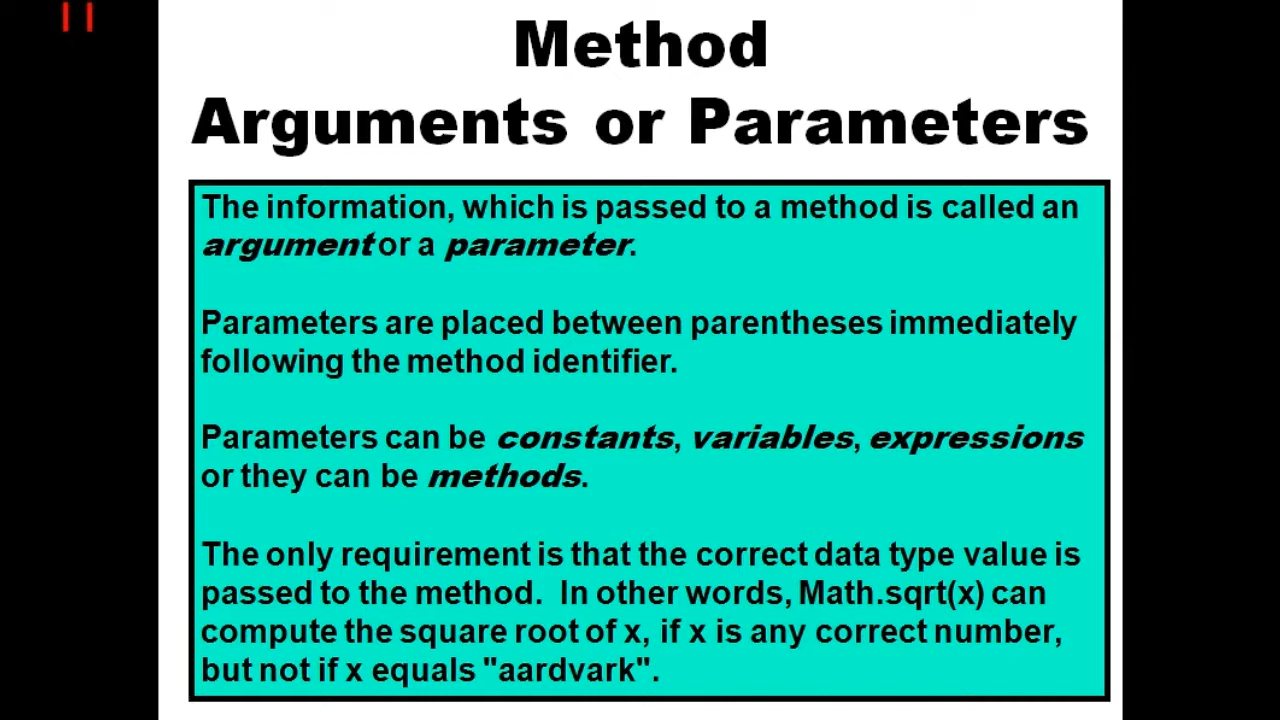 Method
Arguments or Parameters
The information, which is passed to a method is called an
argument or a parameter.
Parameters are placed between parentheses immediately
following the method identifier.
Parameters can be constants, variables, expressions
or they can be methods.
The only requirement is that the correct data type value is
passed to the method.  In other words, Math.sqrt(x) can
compute the square root of x, if x is any correct number,
but not if x equals "aardvark".